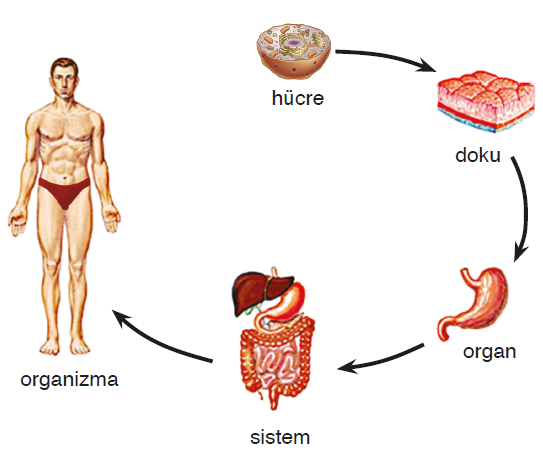 hücre
doku
organ
sistem
organizma